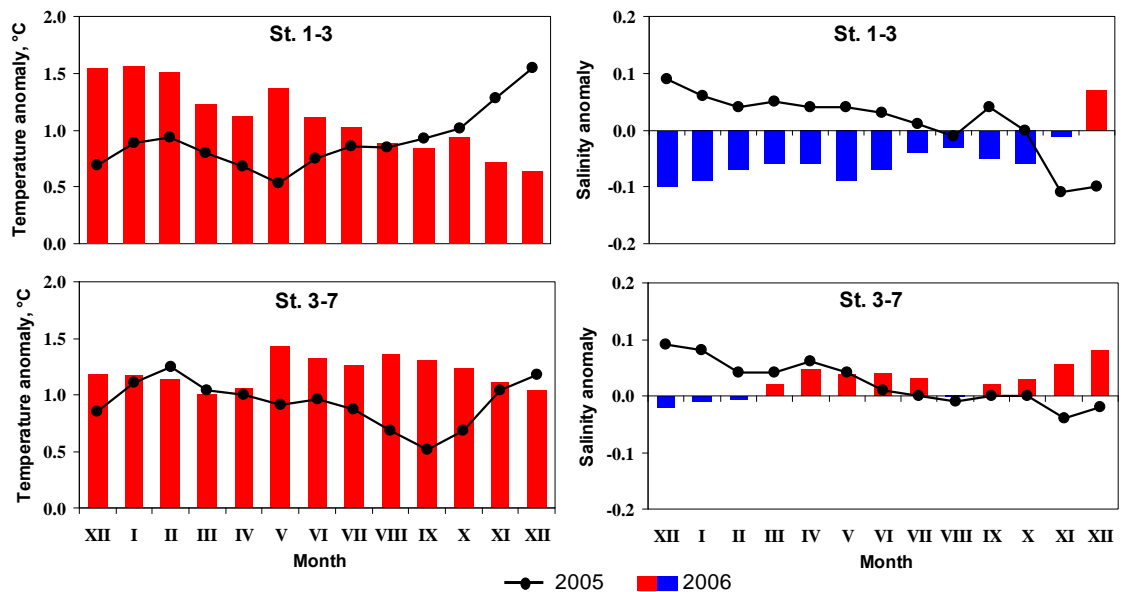 St. 1-3
Temperature anomaly, °C
2.0
1.5
1.0
0.5
0.0
St. 1-3
Salinity anomaly
0.2
0.1
0.0
-0.1
-0.2
St. 3-7
Temperature anomaly, °C
2.0
1.5
1.0
0.5
0.0
XII I II III IV V VI VII VIII IX X XI XII
Month
St. 3-7
Salinity anomaly
0.2
0.1
0.0
-0.1
-0.2
XII I II III IV V VI VII VIII IX X XI XII
Month
2005 2006